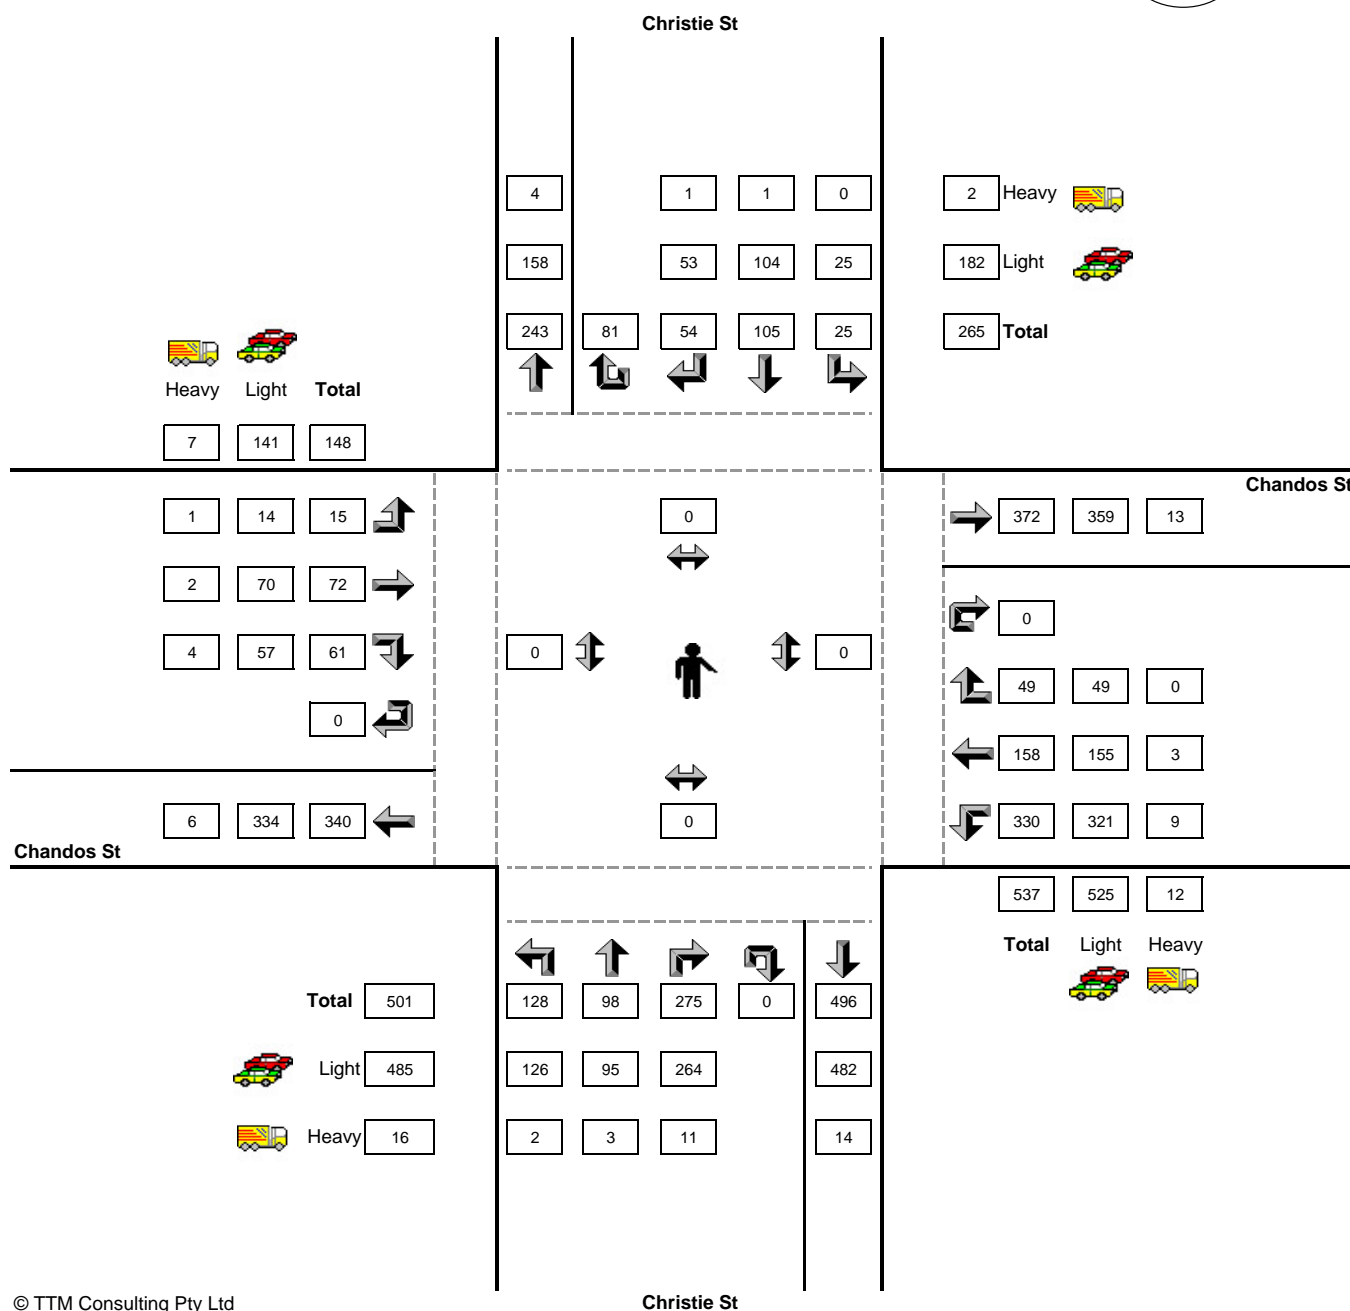 Christie St
4 1 1 0 2 Heavy
158 53 104 25 182 Light
243 81 54 105 25 265 Total
Heavy Light Total
7 141 148
Chandos St
1 14 15 0 372 359 13
2 70 72
0
4 57 61 0 0
49 49 0
0
158 155 3
6 334 340 0 330 321 9
Chandos St
537 525 12
Total Light Heavy
Total 501 128 98 275 0 496
Light 485 126 95 264 482
Heavy 16 2 3 11 14
© TTM Consulting Pty Ltd
Christie St